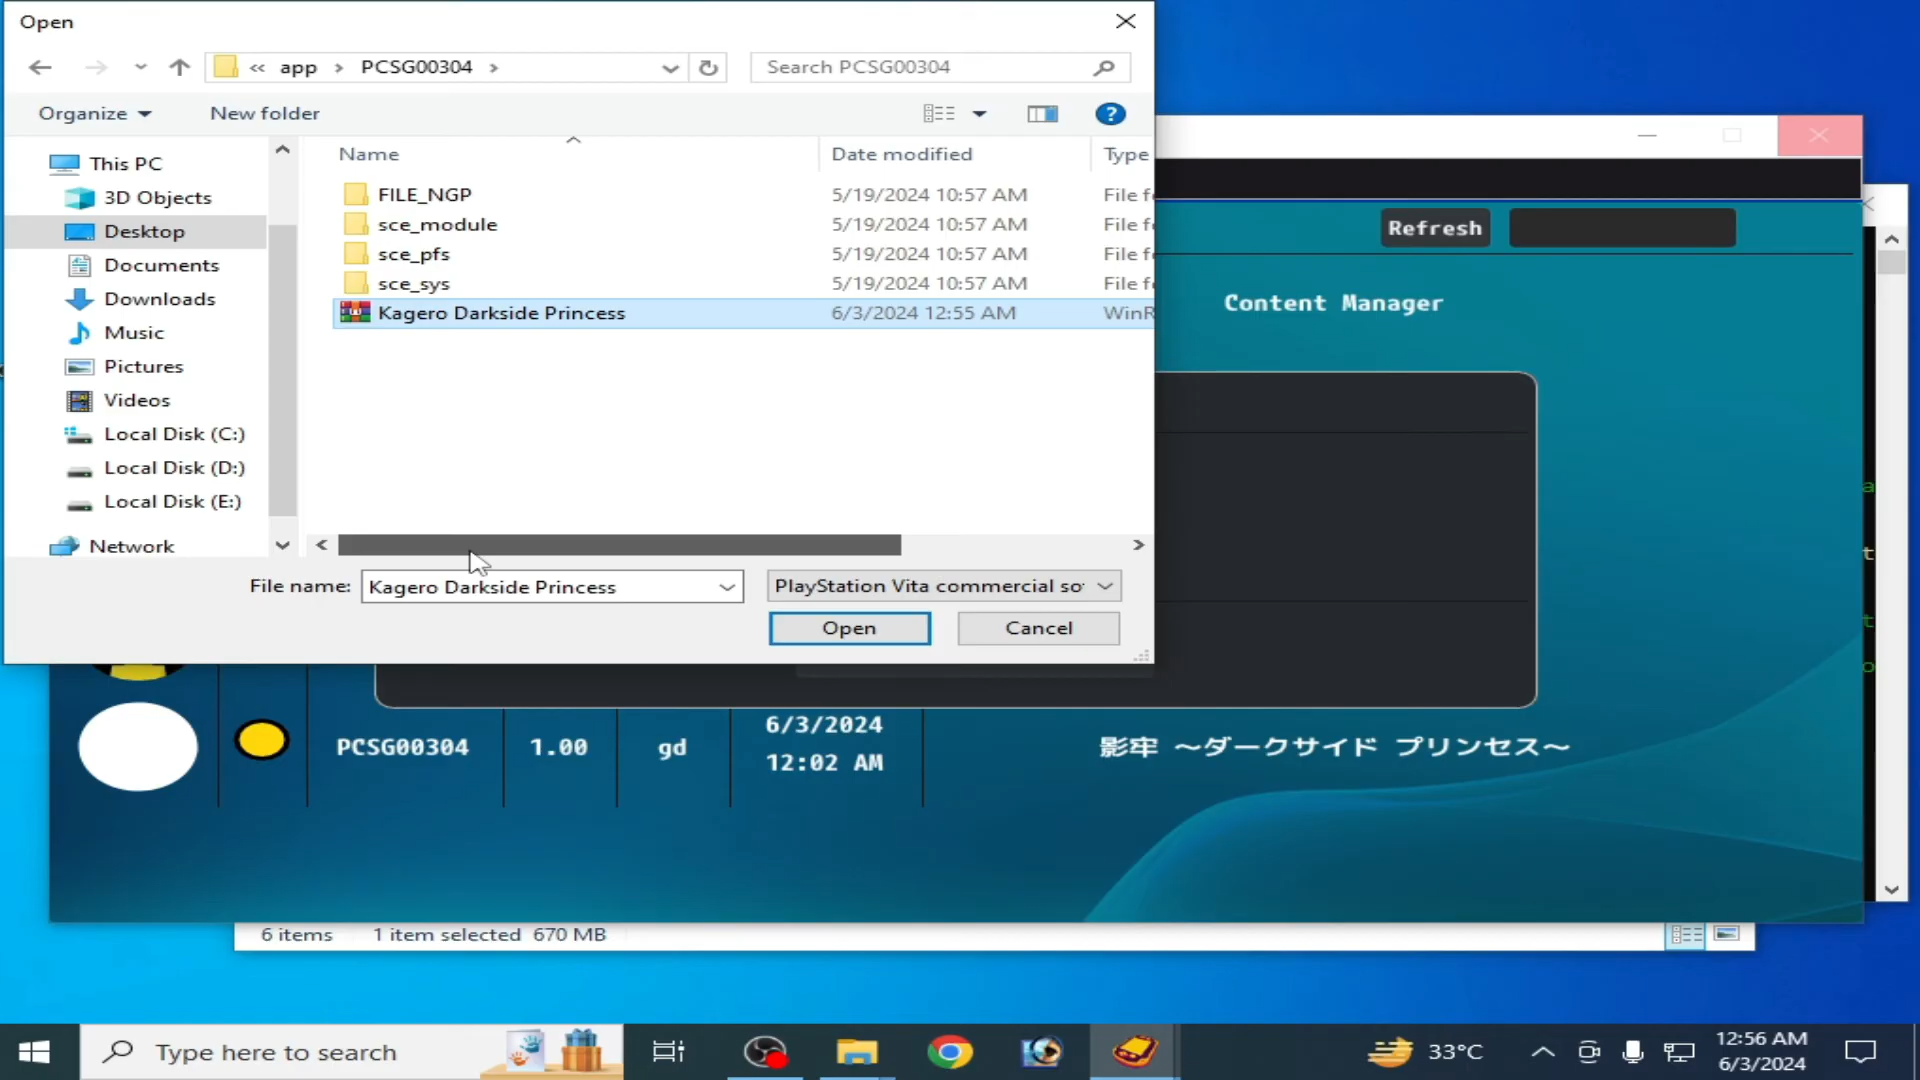 Open
« app › PCSG00304 ›
Search PCSG00304
Organize
New folder
?
Name
Date modified
Type
This PC
3D Objects
Desktop
Documents
Downloads
Music
Pictures
Videos
Local Disk (C:)
Local Disk (D:)
Local Disk (E:)
Network
FILE_NGP 5/19/2024 10:57 AM File f
sce_module 5/19/2024 10:57 AM File f
sce_pfs 5/19/2024 10:57 AM File f
sce_sys 5/19/2024 10:57 AM File f
Kagero Darkside Princess 6/3/2024 12:55 AM WinR
File name: Kagero Darkside Princess
PlayStation Vita commercial so
Open
Cancel
Refresh
Content Manager
a
t
t
o
PCSG00304 1.00 gd
6/3/2024
12:02 AM
影牢 ～ダークサイド プリンセス～
6 items 1 item selected 670 MB
Type here to search
33°C
12:56 AM
6/3/2024